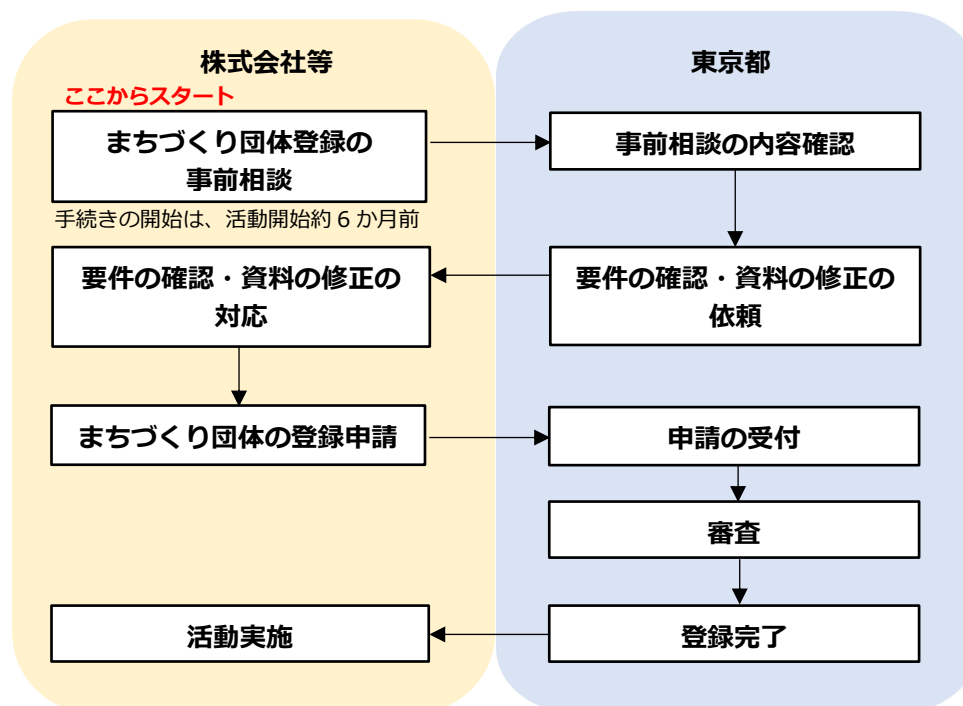 株式会社等
東京都
ここからスタート
まちづくり団体登録の
事前相談
事前相談の内容確認
手続きの開始は、活動開始約6か月前
要件の確認・資料の修正の
対応
要件の確認・資料の修正の
依頼
まちづくり団体の登録申請
申請の受付
審査
活動実施
登録完了